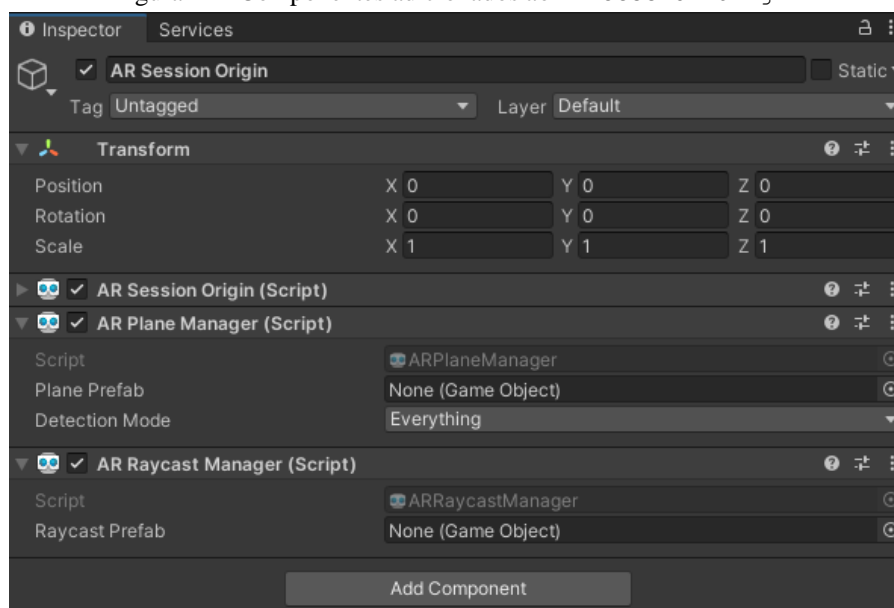 Inspector Services
AR Session Origin Static
Tag Untagged Layer Default
Transform
Position X 0 Y 0 Z 0
Rotation X 0 Y 0 Z 0
Scale X 1 Y 1 Z 1
AR Session Origin (Script)
AR Plane Manager (Script)
Script ARPlaneManager
Plane Prefab None (Game Object)
Detection Mode Everything
AR Raycast Manager (Script)
Script ARRaycastManager
Raycast Prefab None (Game Object)
Add Component